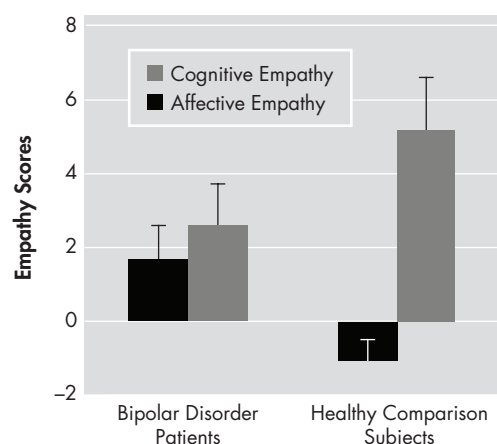 8
Cognitive Empathy
Affective Empathy
6
4
2
0
–2
Empathy Scores
Bipolar Disorder
Patients
Healthy Comparison
Subjects